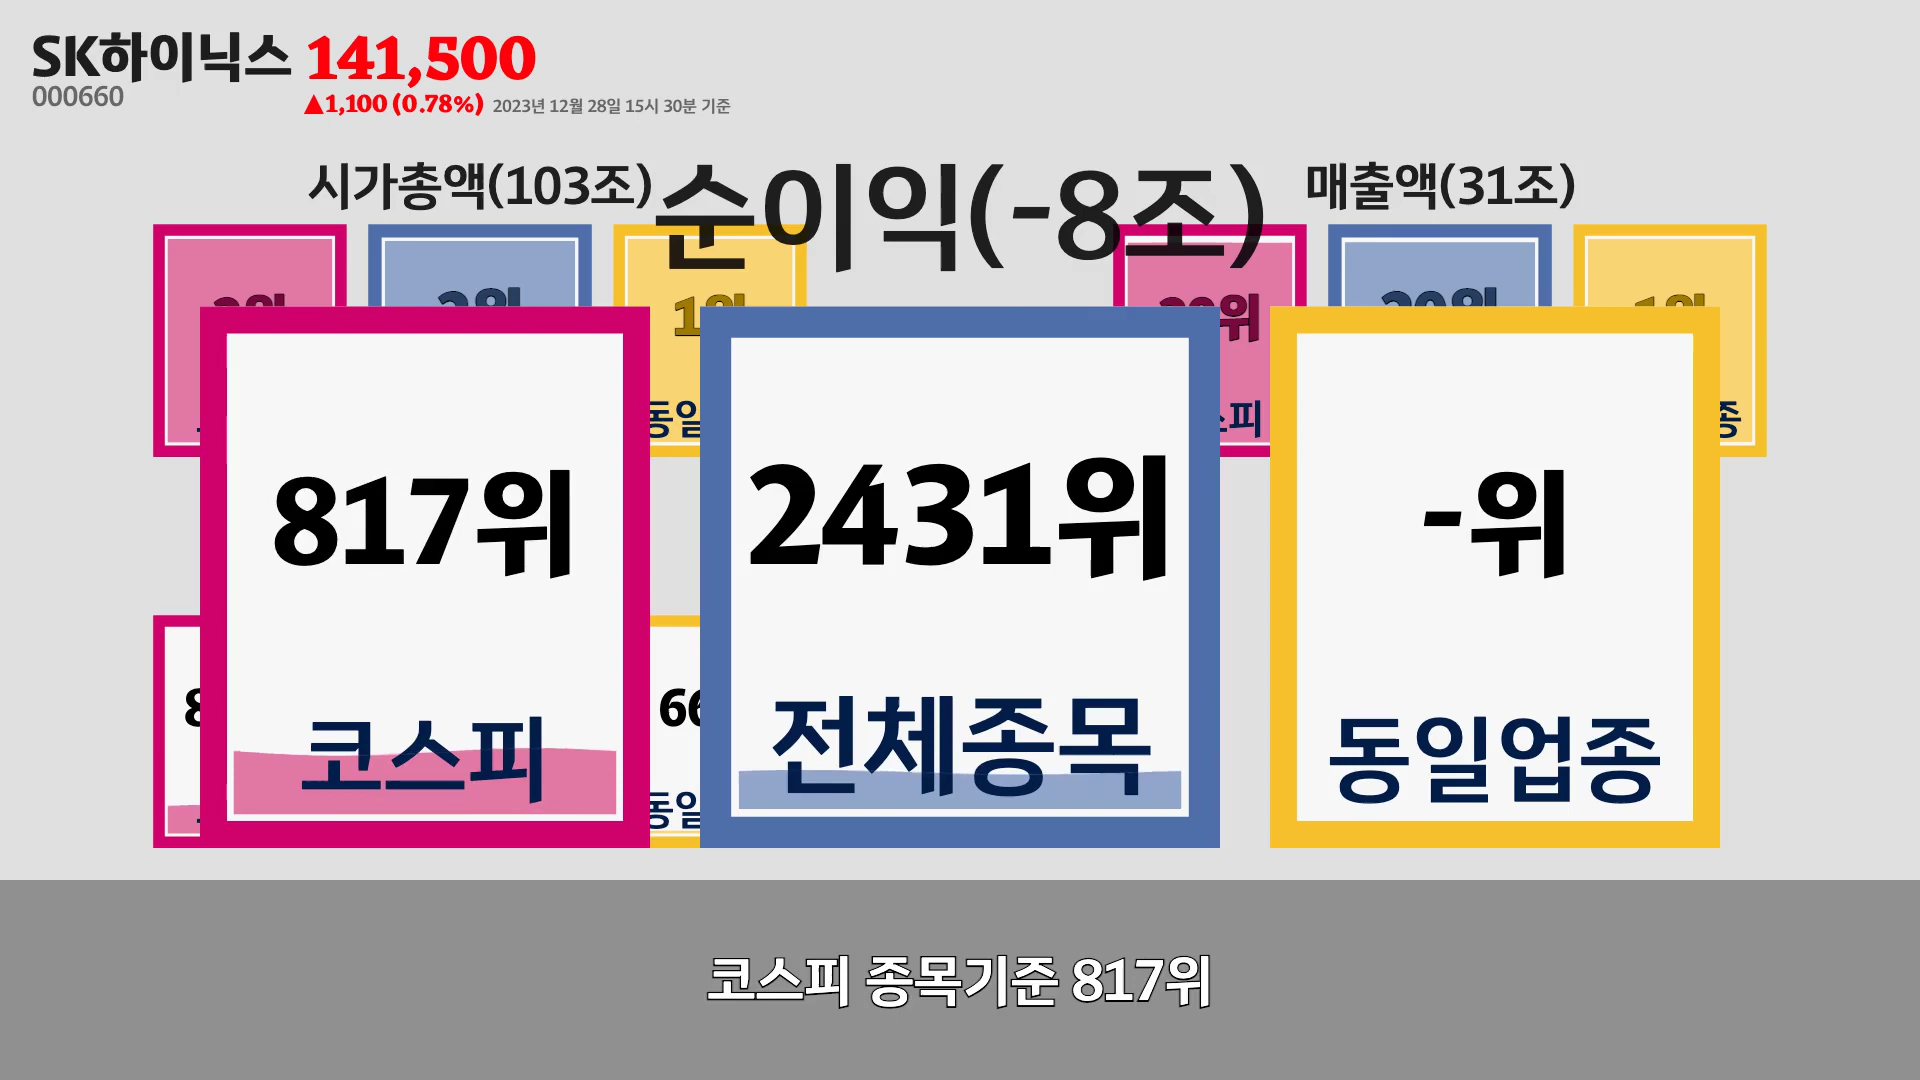 SK하이닉스 141,500
000660
▲1,100 (0.78%) 2023년 12월 28일 15시 30분 기준
시가총액(103조) 순이익(-8조) 매출액(31조)
817위 2431위 -위
코스피 전체종목 동일업종
코스피 종목기준 817위